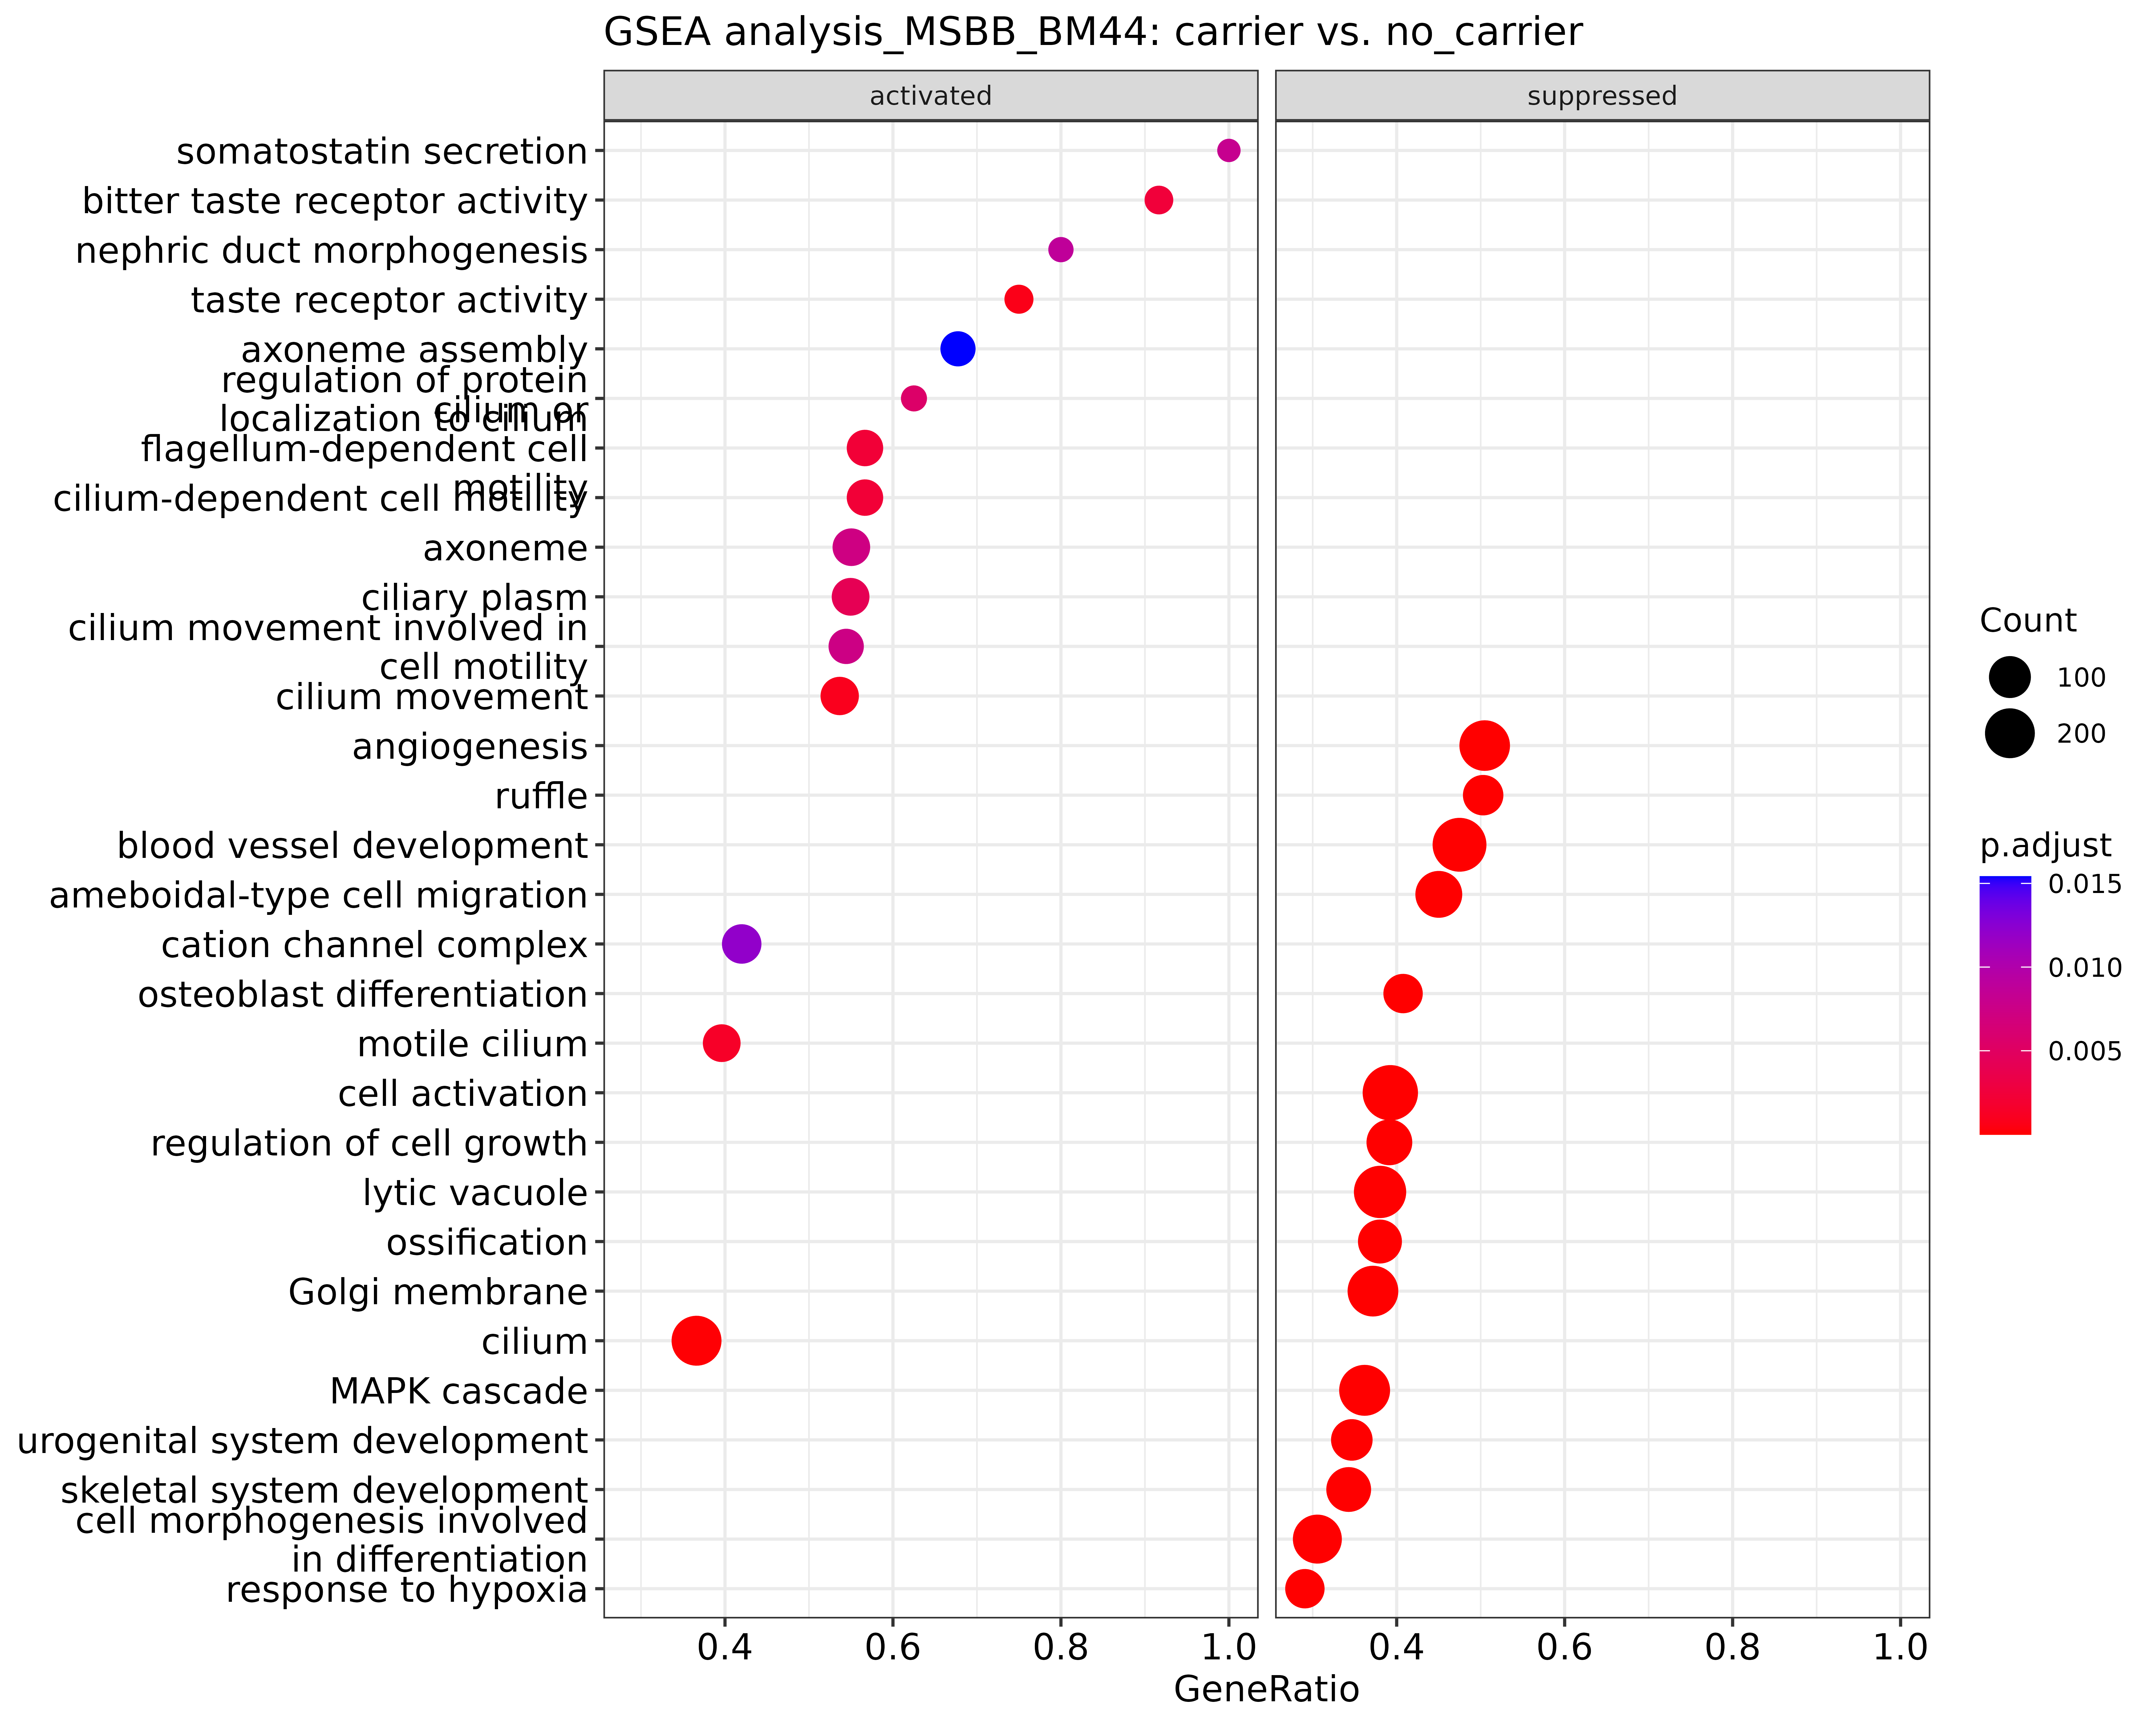 GSEA analysis_MSBB_BM44: carrier vs. no_carrier
activated
suppressed
somatostatin secretion
bitter taste receptor activity
nephric duct morphogenesis
taste receptor activity
axoneme assembly
regulation of protein
localization to cilium
cilium or
flagellum-dependent cell
motility
cilium-dependent cell motility
axoneme
ciliary plasm
cilium movement involved in
cell motility
cilium movement
angiogenesis
ruffle
blood vessel development
ameboidal-type cell migration
cation channel complex
osteoblast differentiation
motile cilium
cell activation
regulation of cell growth
lytic vacuole
ossification
Golgi membrane
cilium
MAPK cascade
urogenital system development
skeletal system development
cell morphogenesis involved
in differentiation
response to hypoxia
0.4
0.6
0.8
1.0
0.4
0.6
0.8
1.0
GeneRatio
Count
100
200
p.adjust
0.015
0.010
0.005